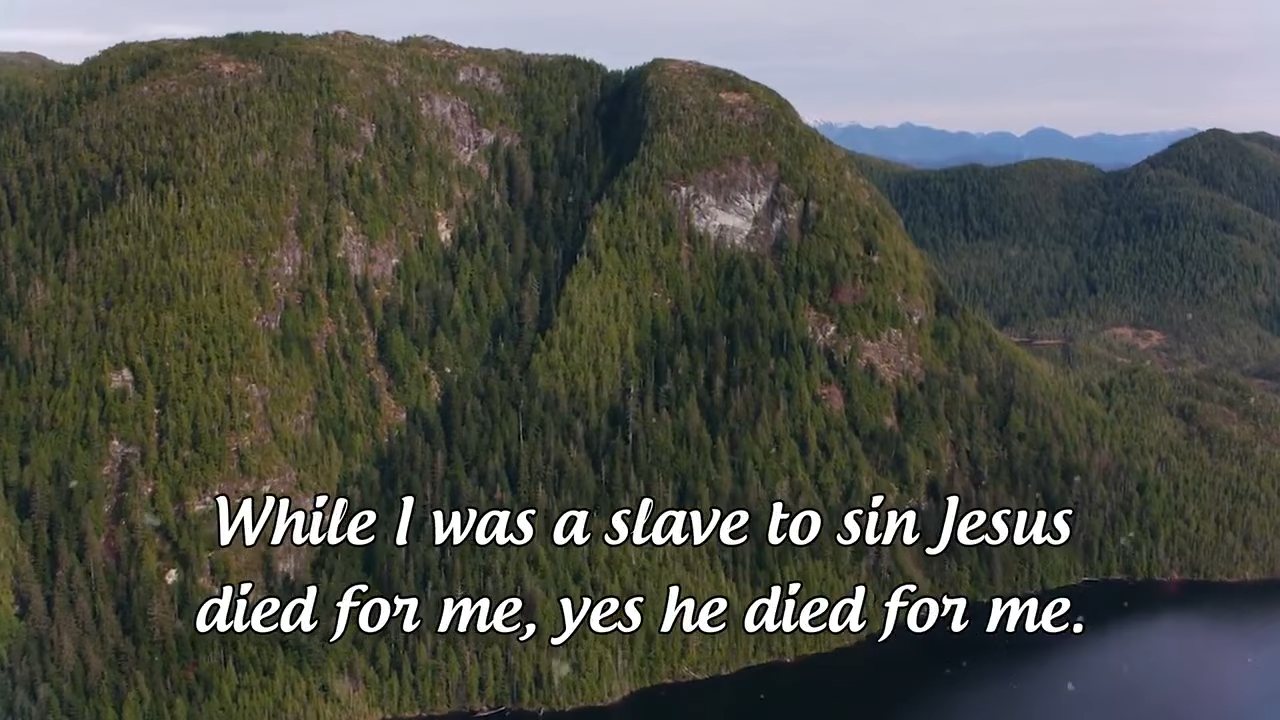 While I was a slave to sin Jesus
died for me, yes he died for me.